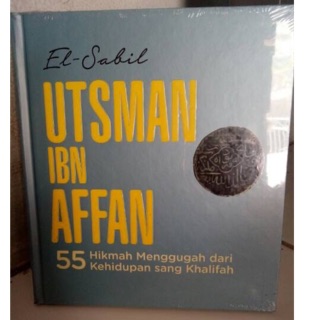 El-Sabil
UTSMAN
IBN
AFFAN
55 Hikmah Menggugah dari
Kehidupan sang Khalifah